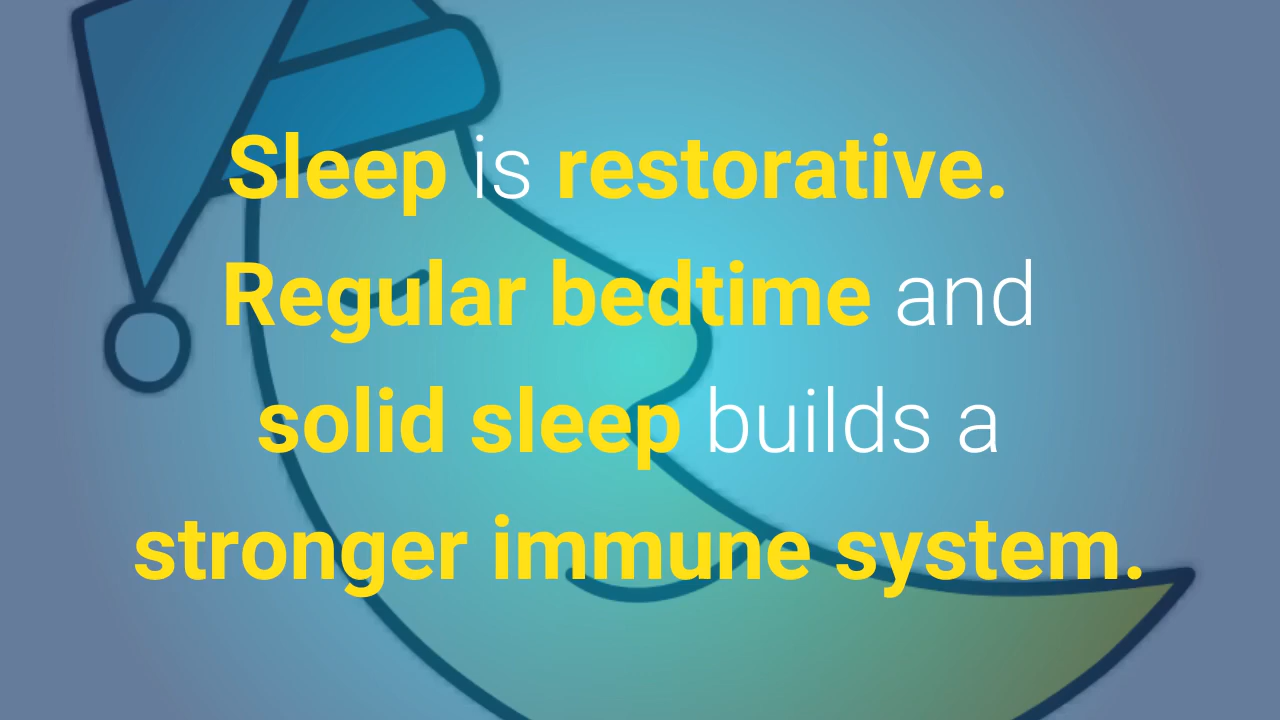 Sleep is restorative.
Regular bedtime and
solid sleep builds a
stronger immune system.